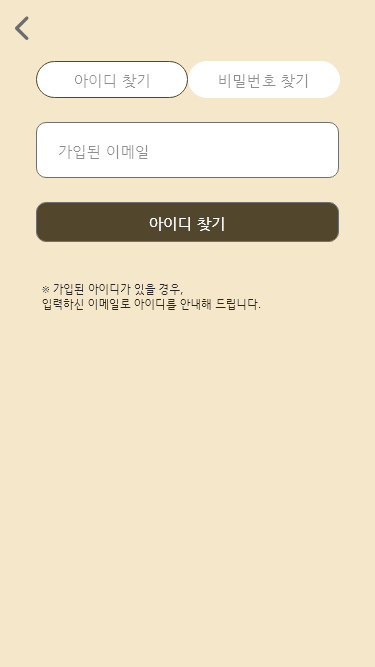 아이디 찾기 비밀번호 찾기
가입된 이메일
아이디 찾기
※ 가입된 아이디가 있을 경우,
입력하신 이메일로 아이디를 안내해 드립니다.